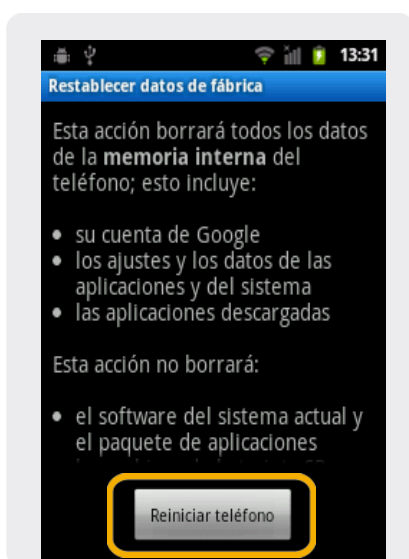 13:31
Restablecer datos de fábrica
Esta acción borrará todos los datos
de la memoria interna del
teléfono; esto incluye:
• su cuenta de Google
• los ajustes y los datos de las
aplicaciones y del sistema
• las aplicaciones descargadas
Esta acción no borrará:
• el software del sistema actual y
el paquete de aplicaciones
Reiniciar teléfono